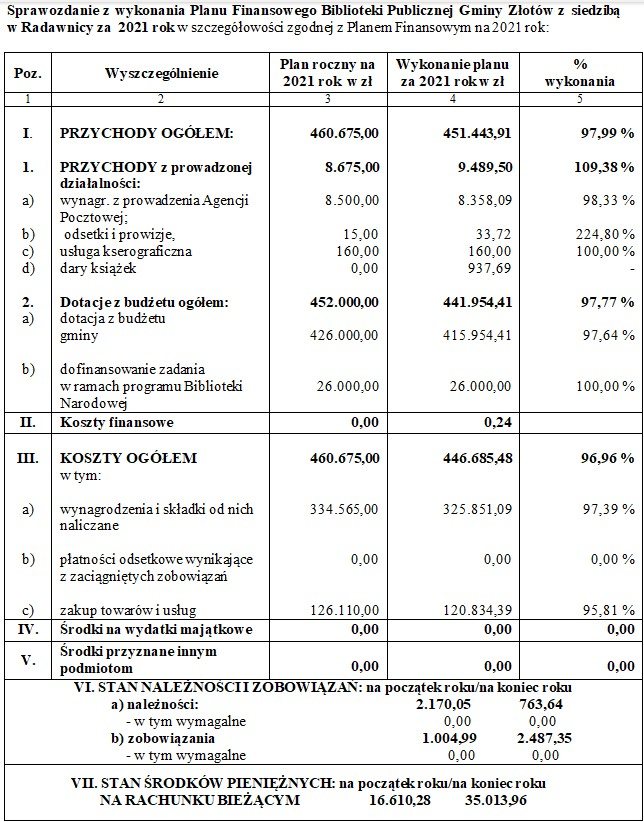 Sprawozdanie z wykonania Planu Finansowego Biblioteki Publicznej Gminy Złotów z siedzibą
w Radawnicy za 2021 rok w szczegółowości zgodnej z Planem Finansowym na 2021 rok:
Poz. Wyszczególnienie Plan roczny na 2021 rok w zł Wykonanie planu za 2021 rok w zł % wykonania
1 2 3 4 5
I. PRZYCHODY OGÓŁEM: 460.675,00 451.443,91 97,99 %
1. PRZYCHODY z prowadzonej 8.675,00 9.489,50 109,38 %
działalności:
a) wynagr. z prowadzenia Agencji 8.500,00 8.358,09 98,33 %
Pocztowej;
b) odsetki i prowizje, 15,00 33,72 224,80 %
c) usługa kserograficzna 160,00 160,00 100,00 %
d) dary książek 0,00 937,69 -
2. Dotacje z budżetu ogółem: 452.000,00 441.954,41 97,77 %
a) dotacja z budżetu
gminy 426.000,00 415.954,41 97,64 %
b) dofinansowanie zadania
w ramach programu Biblioteki 26.000,00 26.000,00 100,00 %
Narodowej
II. Koszty finansowe 0,00 0,24
III. KOSZTY OGÓŁEM 460.675,00 446.685,48 96,96 %
w tym:
a) wynagrodzenia i składki od nich 334.565,00 325.851,09 97,39 %
naliczane
b) płatności odsetkowe wynikające 0,00 0,00 0,00 %
z zaciągniętych zobowiązań
c) zakup towarów i usług 126.110,00 120.834,39 95,81 %
IV. Środki na wydatki majątkowe 0,00 0,00 0,00
V. Środki przyznane innym
podmiotom 0,00 0,00 0,00
VI. STAN NALEŻNOŚCI I ZOBOWIĄZAŃ: na początek roku/na koniec roku
a) należności: 2.170,05 763,64
- w tym wymagalne 0,00 0,00
b) zobowiązania 1.004,99 2.487,35
- w tym wymagalne 0,00 0,00
VII. STAN ŚRODKÓW PIENIĘŻNYCH: na początek roku/na koniec roku
NA RACHUNKU BIEŻĄCYM 16.610,28 35.013,96